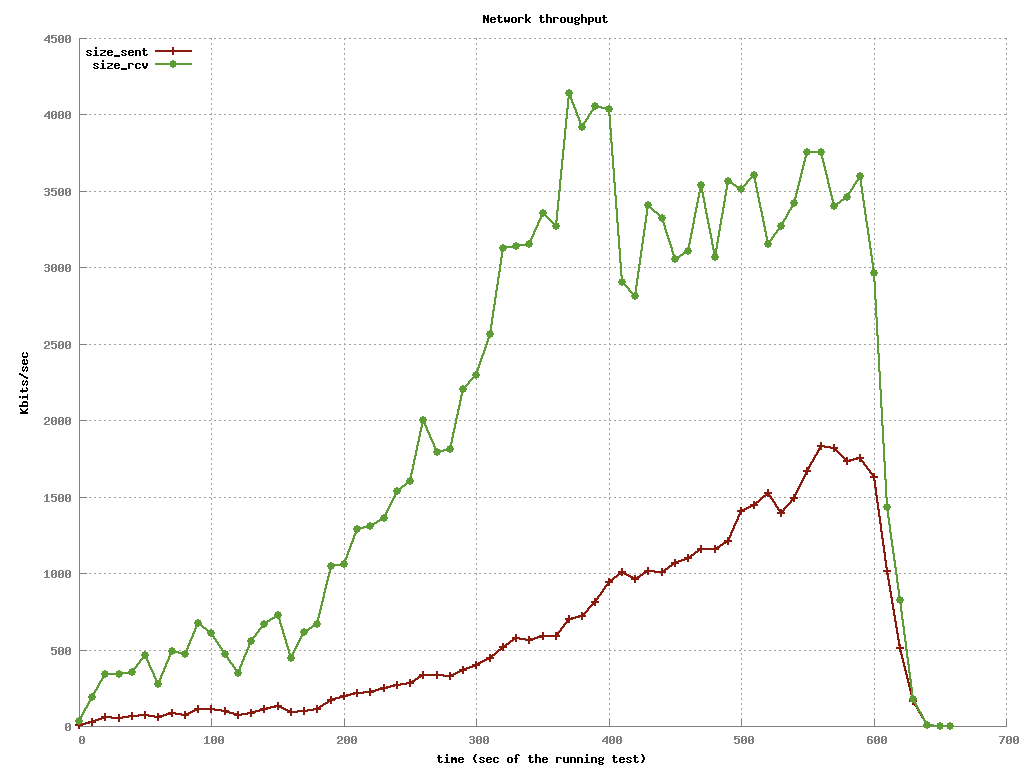 Network throughput
4500
size_sent
size_rcv
4000
3500
3000
2500
Kbits/sec
2000
1500
1000
500
0
0 100 200 300 400 500 600 700
time (sec of the running test)